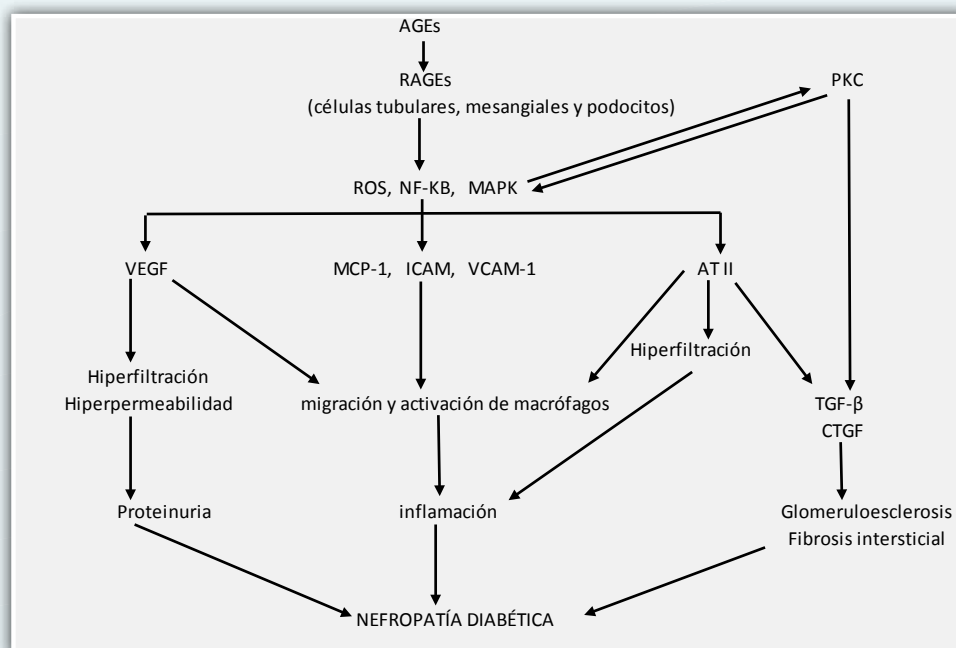 AGEs
RAGEs
PKC
(células tubulares, mesangiales y podocitos)
ROS, NF-KB, MAPK
VEGF
MCP-1, ICAM, VCAM-1
AT II
Hiperfiltración
Hiperfiltración
Hiperpermeabilidad
migración y activación de macrófagos
TGF-β
CTGF
Proteinuria
inflamación
Glomeruloesclerosis
Fibrosis intersticial
NEFROPATÍA DIABÉTICA